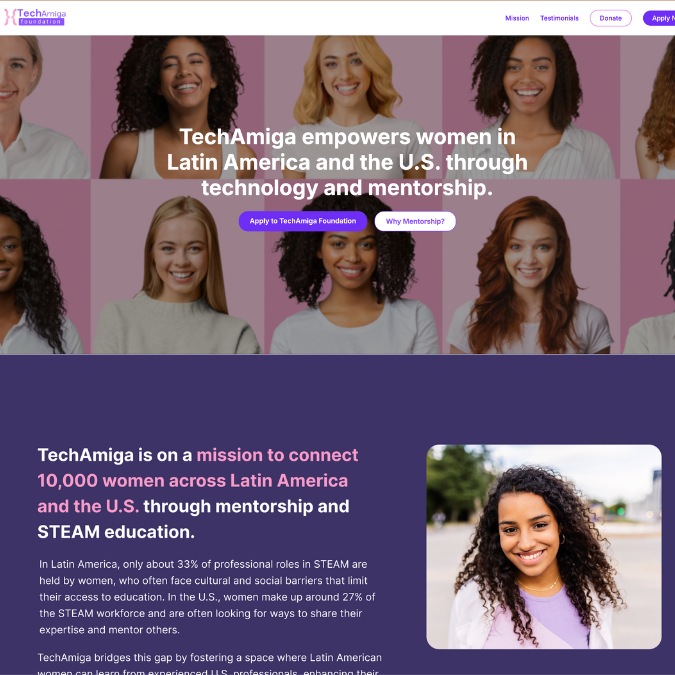 TechAmiga
foundation
Mission
Testimonials
Donate
Apply N
TechAmiga empowers women in
Latin America and the U.S. through
technology and mentorship.
Apply to TechAmiga Foundation
Why Mentorship?
TechAmiga is on a mission to connect
10,000 women across Latin America
and the U.S. through mentorship and
STEAM education.
In Latin America, only about 33% of professional roles in STEAM are
held by women, who often face cultural and social barriers that limit
their access to education. In the U.S., women make up around 27% of
the STEAM workforce and are often looking for ways to share their
expertise and mentor others.
TechAmiga bridges this gap by fostering a space where Latin American
women can learn from experienced U.S. professionals, enhancing their